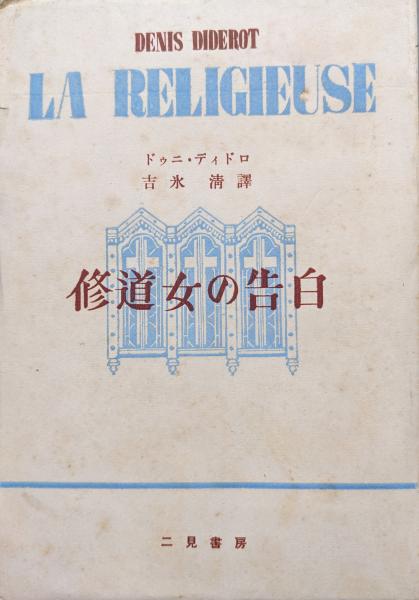 DENIS DIDEROT
LA RELIGIEUSE
ドゥニ・ディドロ
吉氷 清 譯
修道女の告白
二見書房